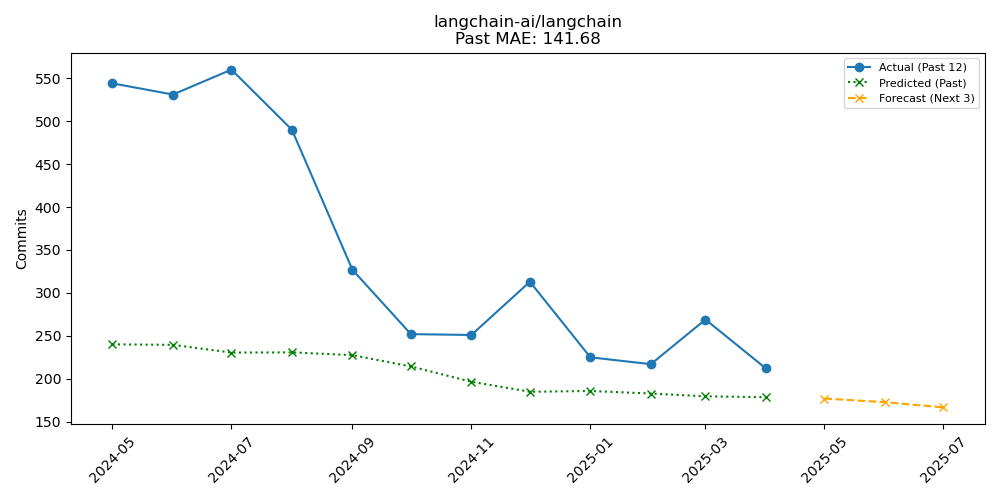 langchain-ai/langchain
Past MAE: 141.68
Actual (Past 12)
Predicted (Past)
Forecast (Next 3)
Commits
550
500
450
400
350
300
250
200
150
2024-05
2024-07
2024-09
2024-11
2025-01
2025-03
2025-05
2025-07